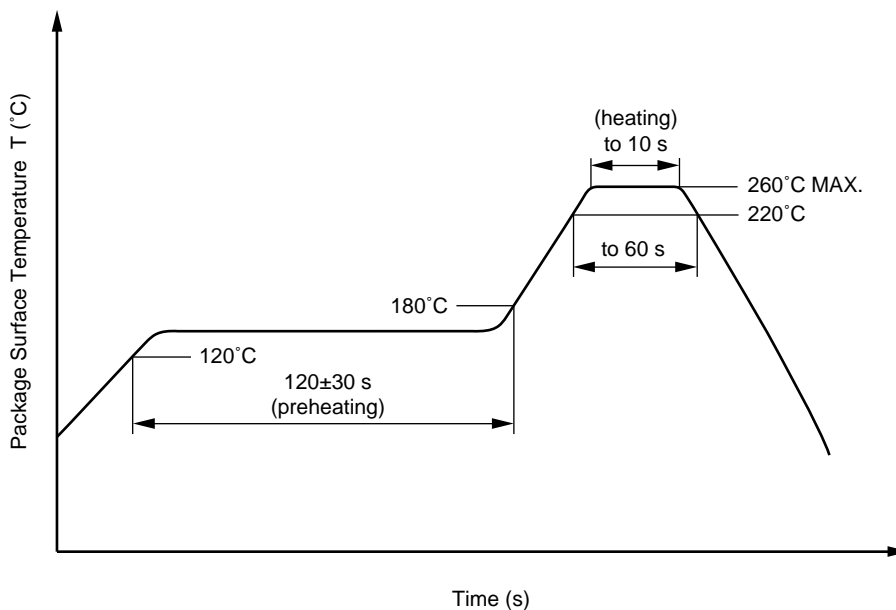 Package Surface Temperature T (˚C)
(heating)
to 10 s
260˚C MAX.
220˚C
to 60 s
180˚C
120˚C
120±30 s
(preheating)
Time (s)